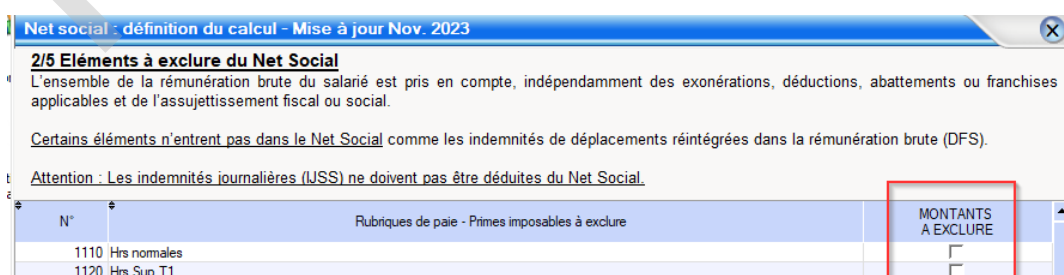 Net social : définition du calcul - Mise à jour Nov. 2023
2/5 Eléments à exclure du Net Social
L'ensemble de la rémunération brute du salarié est pris en compte, indépendamment des exonérations, déductions, abattements ou franchises
applicables et de l'assujettissement fiscal ou social.
Certains éléments n'entrent pas dans le Net Social comme les indemnités de déplacements réintégrées dans la rémunération brute (DFS).
Attention : Les indemnités journalières (IJSS) ne doivent pas être déduites du Net Social.
N° Rubriques de paie - Primes imposables à exclure MONTANTS
A EXCLURE
1110 Hrs normales
1120 Hrs Sup T1